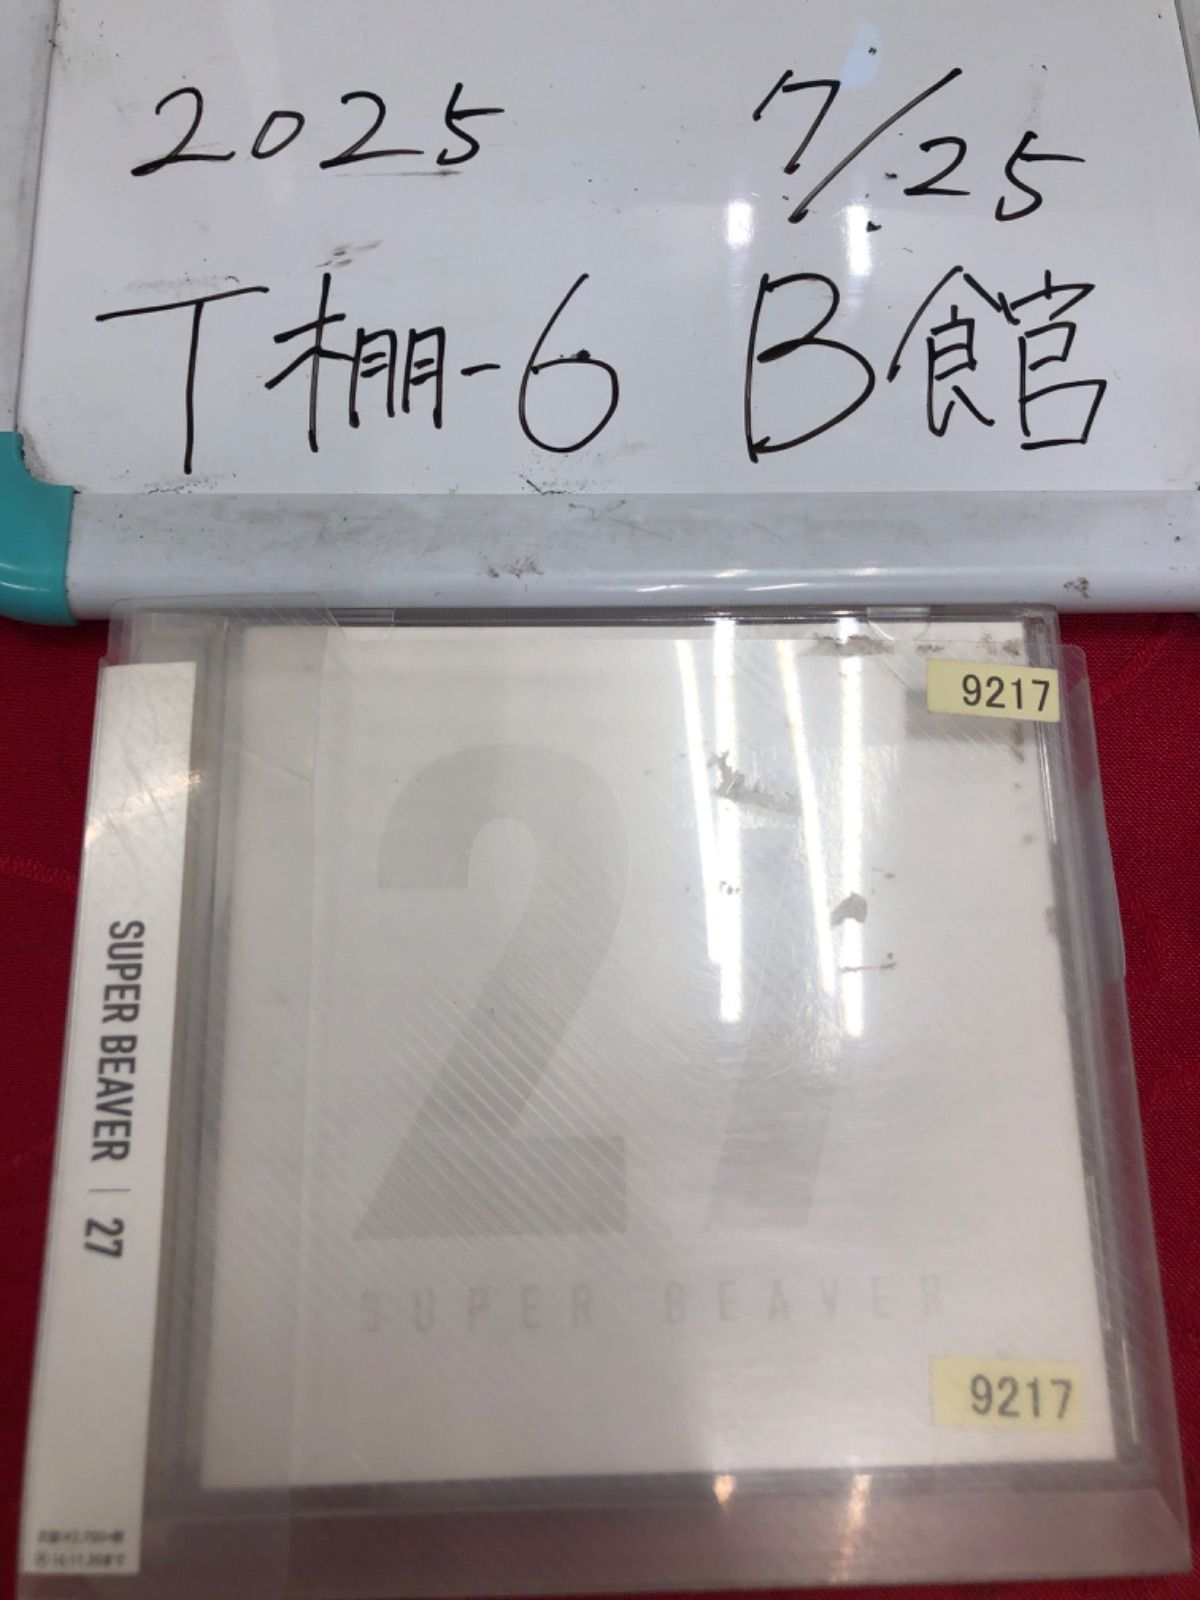 2025 7/25
T棚-6 B館
9217
27
SUPER BEAVER
9217
SUPER BEAVER | 27